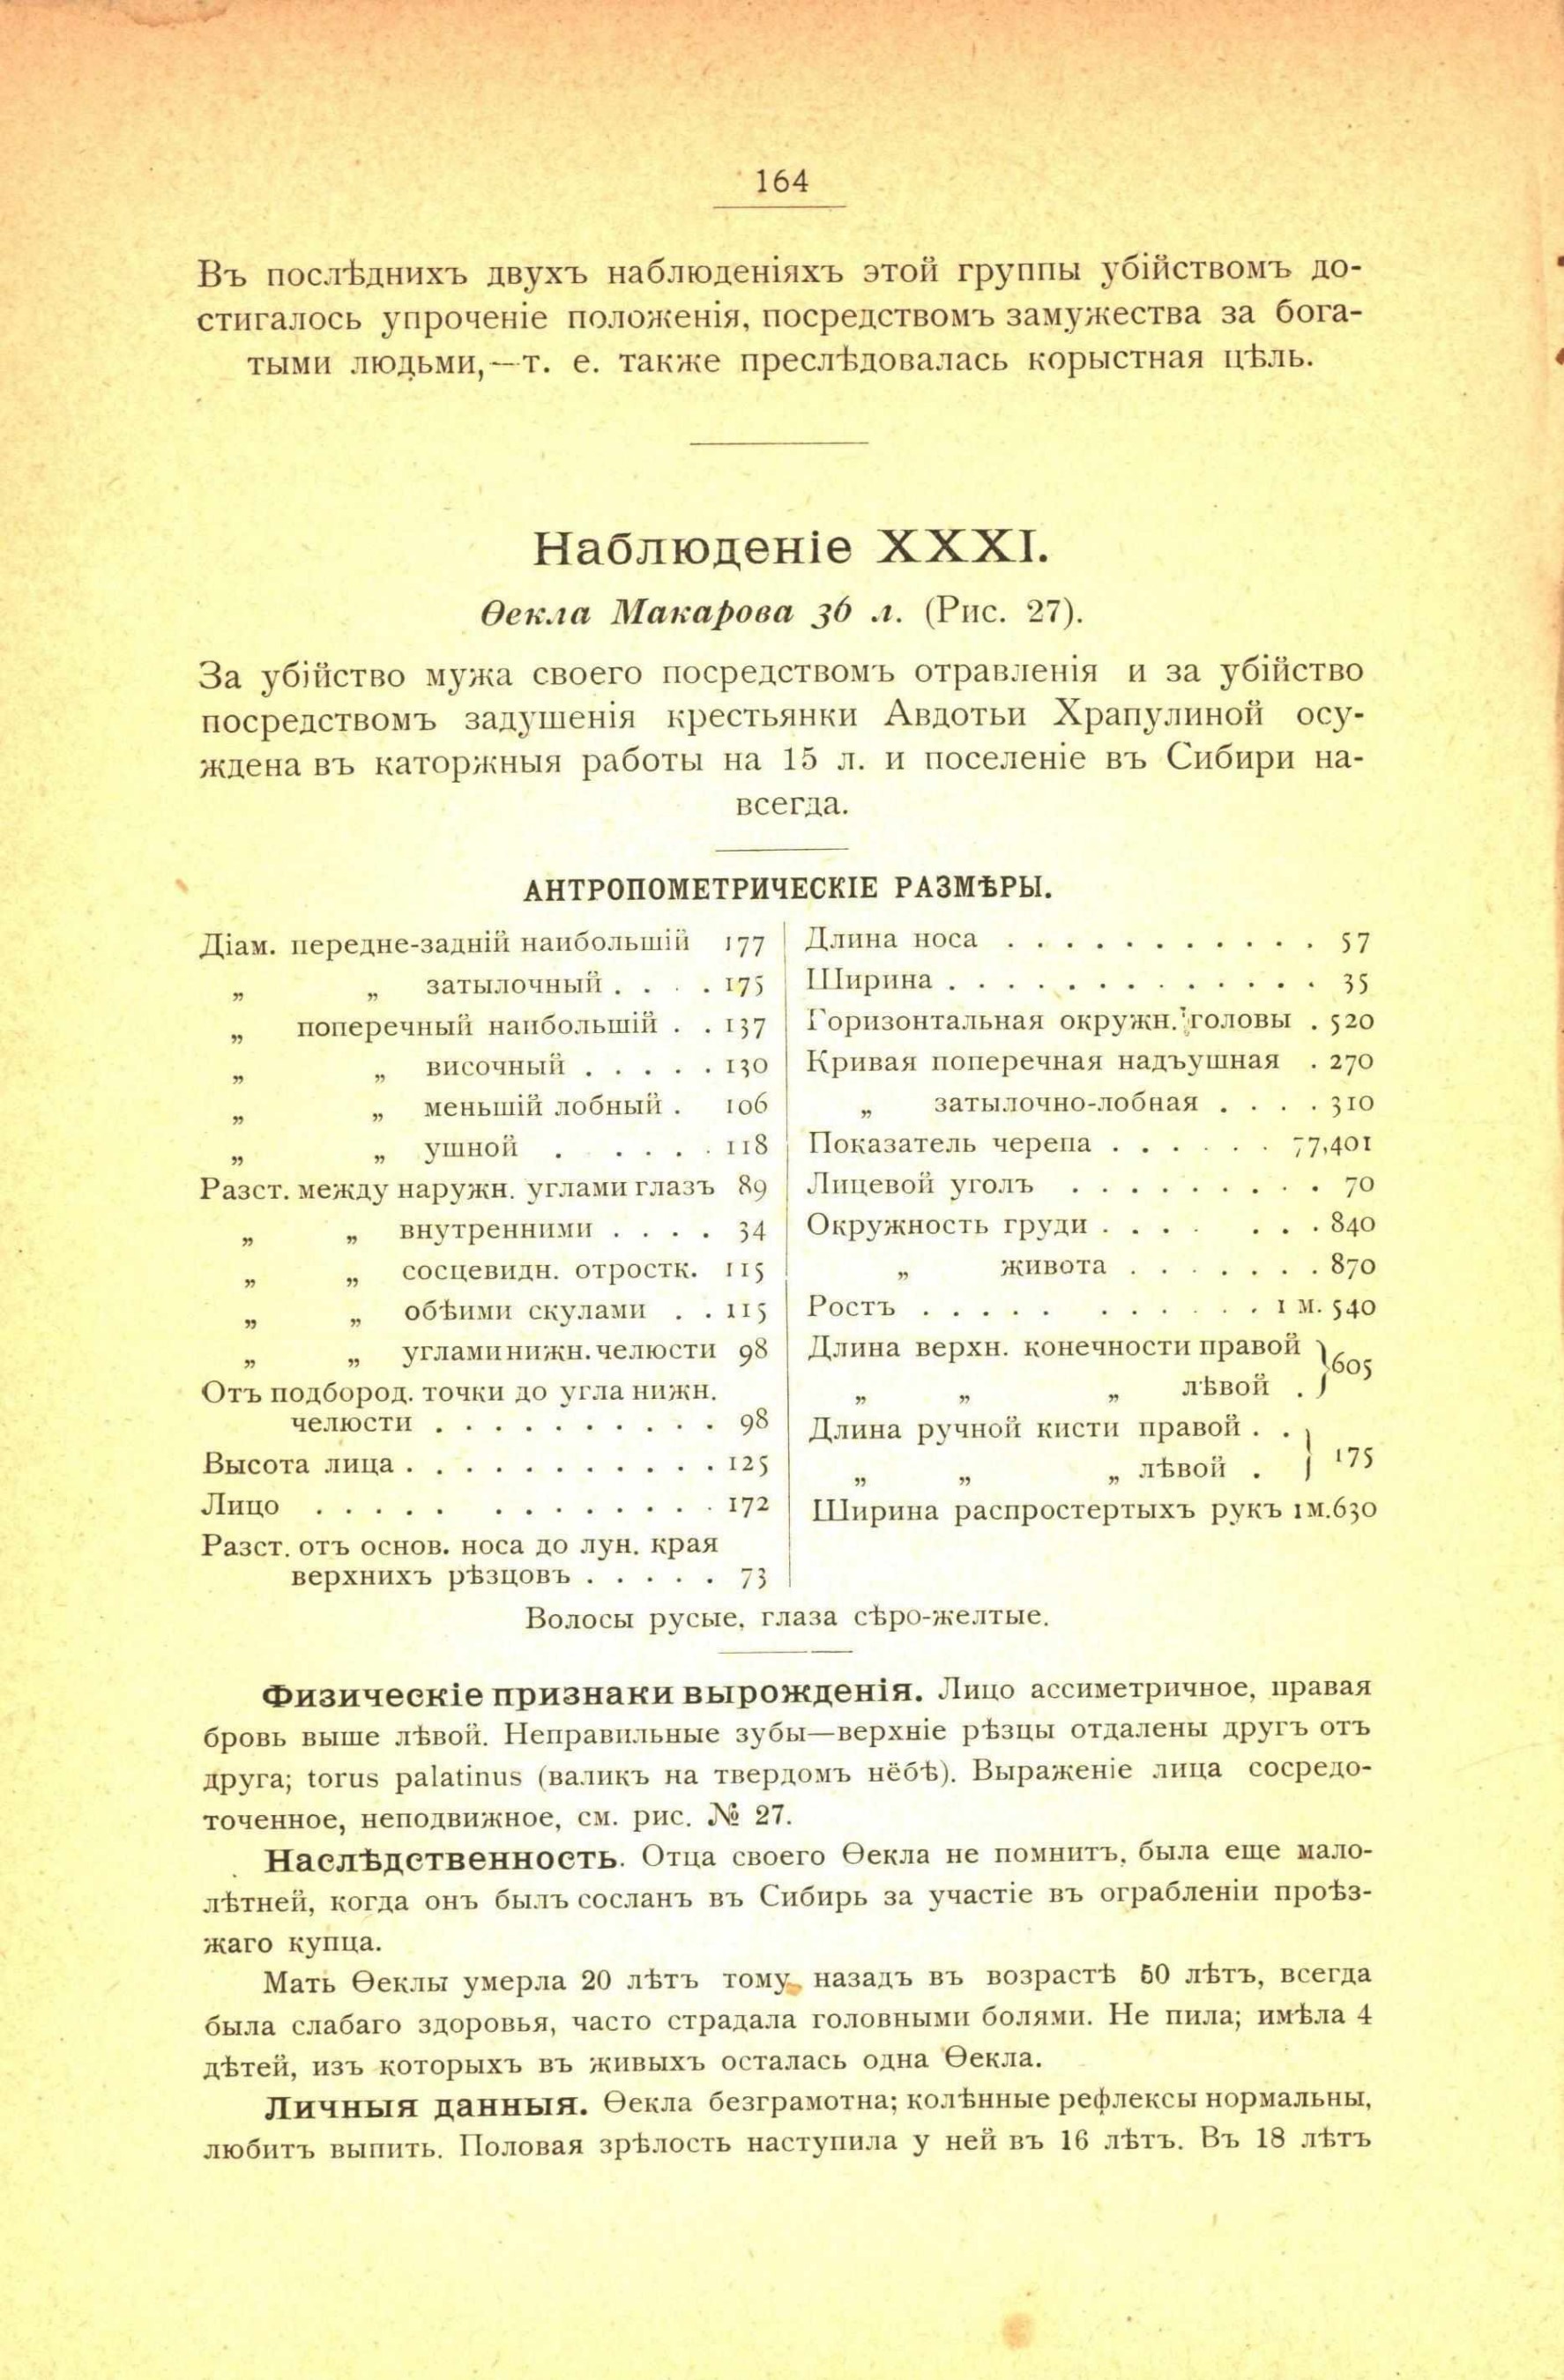 164
Въ послѣднихъ двухъ наблюденіяхъ этой группы убійствомъ до-
стигалось упроченіе положенія, посредствомъ замужества за бога-
тыми людьми,—т. е. также преслѣдовалась корыстная цѣль.
Наблюденіе XXXI.
Ѳекла Макарова 36 л. (Рис. 27).
За убійство мужа своего посредствомъ отравленія и за убійство
посредствомъ задушенія крестьянки Авдотьи Храпулиной осу-
ждена въ каторжныя работы на 15 л. и поселеніе въ Сибири на-
всегда.
АНТРОПОМЕТРИЧЕСКІЕ РАЗМѢРЫ.
Діам. передне-задній наибольшій 177
„ „ затылочный . . . . 175
„ поперечный наибольшій . . 137
„ „ височный . . . . . 130
„ „ меньшій лобный . 106
„ „ ушной . . . . . 118
Разст. между наружн. углами глазъ 89
„ „ внутренними . . . . 34
„ „ сосцевидн. отростк. 115
„ „ обѣими скулами . . 115
„ „ углами нижн. челюсти 98
Отъ подбород. точки до угла нижн.
челюсти . . . . . . . . . . 98
Высота лица . . . . . . . . . . . 125
Лицо . . . . . . . . . . . . . 172
Разст. отъ основ. носа до лун. края
верхнихъ рѣзцовъ . . . . . 73
Длина носа . . . . . . . . . . . 57
Ширина . . . . . . . . . . . . . 35
Горизонтальная окружн. головы . 520
Кривая поперечная надъушная . 270
„ затылочно-лобная . . . . 310
Показатель черепа . . . . . . 77,401
Лицевой уголъ . . . . . . . . . 70
Окружность груди . . . . . . . 840
„ живота . . . . . . . 870
Ростъ . . . . . . . . . . . 1 м. 540
Длина верхн. конечности правой } 605
„ „ „ лѣвой . }
Длина ручной кисти правой . . } 175
„ „ „ лѣвой . }
Ширина распростертыхъ рукъ 1м.630
Волосы русые, глаза сѣро-желтые.
Физическіе признаки вырожденія. Лицо ассиметричное, правая
бровь выше лѣвой. Неправильные зубы—верхніе рѣзцы отдалены другъ отъ
друга; torus palatinus (валикъ на твердомъ нёбѣ). Выраженіе лица сосредо-
точенное, неподвижное, см. рис. № 27.
Наслѣдственность. Отца своего Ѳекла не помнитъ, была еще мало-
лѣтней, когда онъ былъ сосланъ въ Сибирь за участіе въ ограбленіи проѣз-
жаго купца.
Мать Ѳеклы умерла 20 лѣтъ тому назадъ въ возрастѣ 50 лѣтъ, всегда
была слабаго здоровья, часто страдала головными болями. Не пила; имѣла 4
дѣтей, изъ которыхъ въ живыхъ осталась одна Ѳекла.
Личныя данныя. Ѳекла безграмотна; колѣнные рефлексы нормальны,
любитъ выпить. Половая зрѣлость наступила у ней въ 16 лѣтъ. Въ 18 лѣтъ